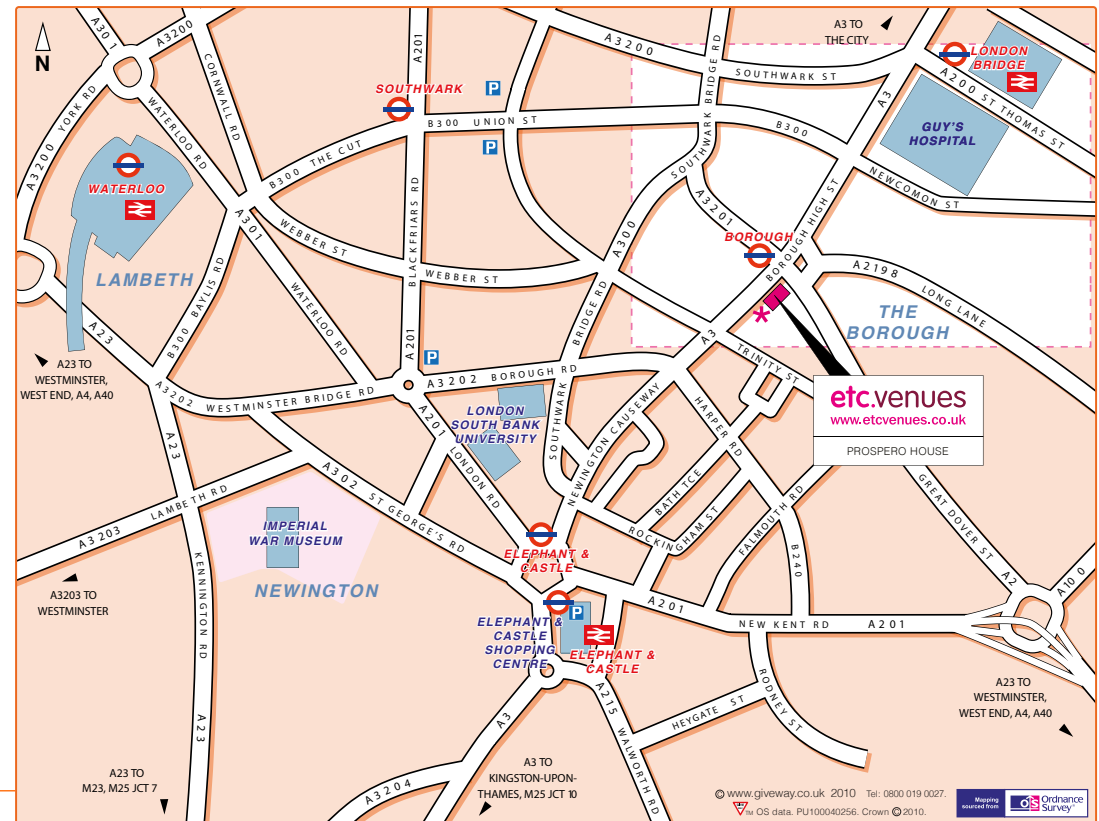 N
A301
A3200
CORNWALL RD
A201
A3200
SOUTHWARK BRIDGE RD
A3 TO
THE CITY
A3
SOUTHWARK ST
LONDON
BRIDGE
A200 ST THOMAS ST
GUY'S
HOSPITAL
A3200 YORK RD
WATERLOO RD
SOUTHWARK
P
B300 UNION ST
P
B300
B300 THE CUT
WATERLOO
NEWCOMON ST
SOUTHWARK
A3201
BOROUGH
BOROUGH HIGH ST
A301
WEBBER ST
BLACKFRIARS RD
WEBBER ST
A300
A2198
LONG LANE
LAMBETH
B300 BAYLIS RD
WATERLOO RD
BRIDGE RD
THE
BOROUGH
*
A23
A3
TRINITY ST
A23 TO
WESTMINSTER,
WEST END, A4, A40
A201
P
A3202 BOROUGH RD
A3202 WESTMINSTER BRIDGE RD
etc.venues
www.etcvenues.co.uk
PROSPERO HOUSE
LONDON
SOUTH BANK
UNIVERSITY
SOUTHWARK
NEWINGTON CAUSEWAY
HARPER RD
A23
A201 LONDON RD
A302 ST GEORGE'S RD
BATH TCE
ROCKINGHAM ST
FALMOUTH RD
GREAT DOVER ST
A3203 LAMBETH RD
IMPERIAL
WAR MUSEUM
ELEPHANT &
CASTLE
B240
A2
A100
KENNINGTON RD
NEWINGTON
A3203 TO
WESTMINSTER
A201
NEW KENT RD
A201
P
ELEPHANT &
CASTLE
SHOPPING
CENTRE
ELEPHANT &
CASTLE
A23
A3
A215
WALWORTH RD
HEYGATE ST
RODNEY ST
A23 TO
WESTMINSTER,
WEST END, A4, A40
A23 TO
M23, M25 JCT 7
A3204
A3 TO
KINGSTON-UPON-
THAMES, M25 JCT 10
© www.giveway.co.uk 2010 Tel: 0800 019 0027.
TM OS data. PU100040256. Crown © 2010.
Mapping
sourced from
OS
Ordnance
Survey